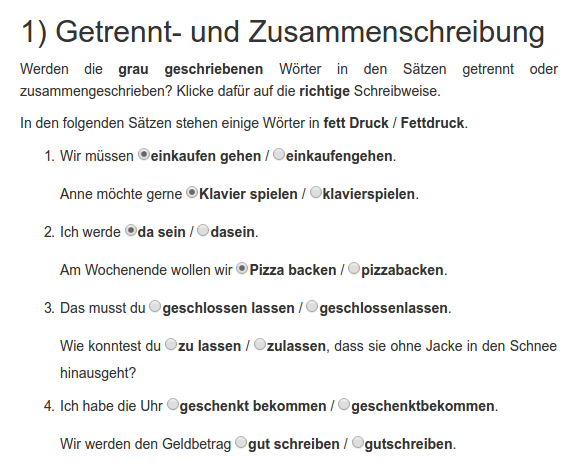 1) Getrennt- und Zusammenschreibung
Werden die grau geschriebenen Wörter in den Sätzen getrennt oder
zusammengeschrieben? Klicke dafür auf die richtige Schreibweise.
In den folgenden Sätzen stehen einige Wörter in fett Druck / Fettdruck.
1. Wir müssen einkaufen gehen / einkaufengehen.
Anne möchte gerne Klavier spielen / klavierspielen.
2. Ich werde da sein / dasein.
Am Wochenende wollen wir Pizza backen / pizzabacken.
3. Das musst du geschlossen lassen / geschlossenlassen.
Wie konntest du zu lassen / zulassen, dass sie ohne Jacke in den Schnee
hinausgeht?
4. Ich habe die Uhr geschenkt bekommen / geschenktbekommen.
Wir werden den Geldbetrag gut schreiben / gutschreiben.